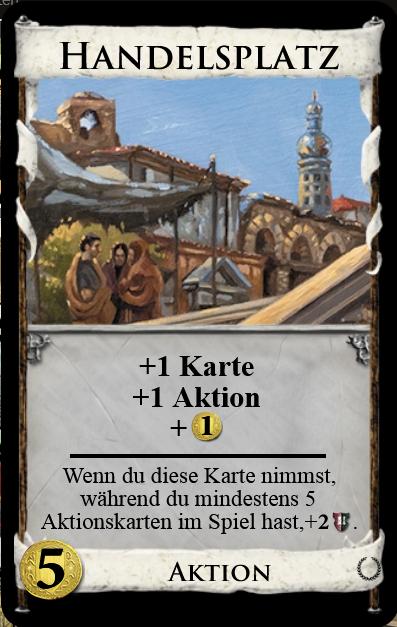 HANDELSPLATZ
+1 Karte
+1 Aktion
+ 1
Wenn du diese Karte nimmst,
während du mindestens 5
Aktionskarten im Spiel hast,+2 .
5
AKTION